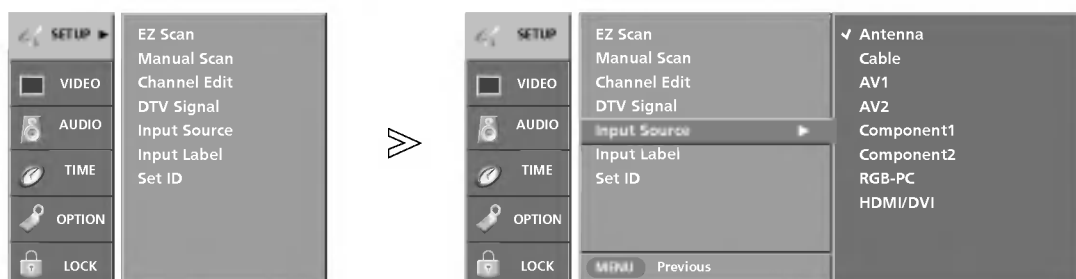 SETUP
VIDEO
AUDIO
TIME
OPTION
LOCK
EZ Scan
Manual Scan
Channel Edit
DTV Signal
Input Source
Input Label
Set ID
SETUP
VIDEO
AUDIO
TIME
OPTION
LOCK
EZ Scan
Manual Scan
Channel Edit
DTV Signal
Input Source
Input Label
Set ID
MENU Previous
Antenna
Cable
AV1
AV2
Component1
Component2
RGB-PC
HDMI/DVI